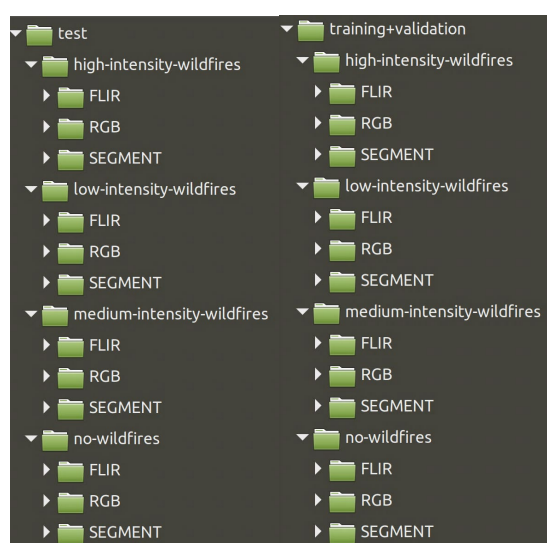 test
high-intensity-wildfires
FLIR
RGB
SEGMENT
low-intensity-wildfires
FLIR
RGB
SEGMENT
medium-intensity-wildfires
FLIR
RGB
SEGMENT
no-wildfires
FLIR
RGB
SEGMENT
training+validation
high-intensity-wildfires
FLIR
RGB
SEGMENT
low-intensity-wildfires
FLIR
RGB
SEGMENT
medium-intensity-wildfires
FLIR
RGB
SEGMENT
no-wildfires
FLIR
RGB
SEGMENT